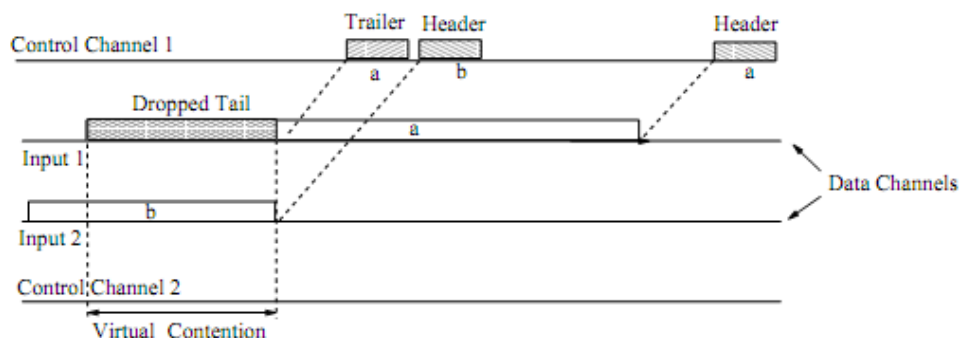 Trailer Header Header
Control Channel 1
a b a
Dropped Tail
a
Input 1
Data Channels
b
Input 2
Control Channel 2
Virtual Contention